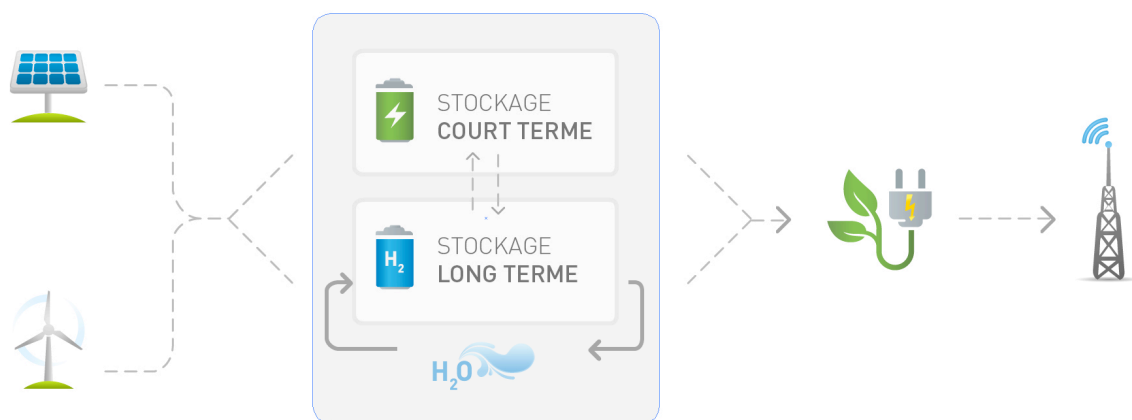 STOCKAGE
COURT TERME
H₂
STOCKAGE
LONG TERME
H₂O